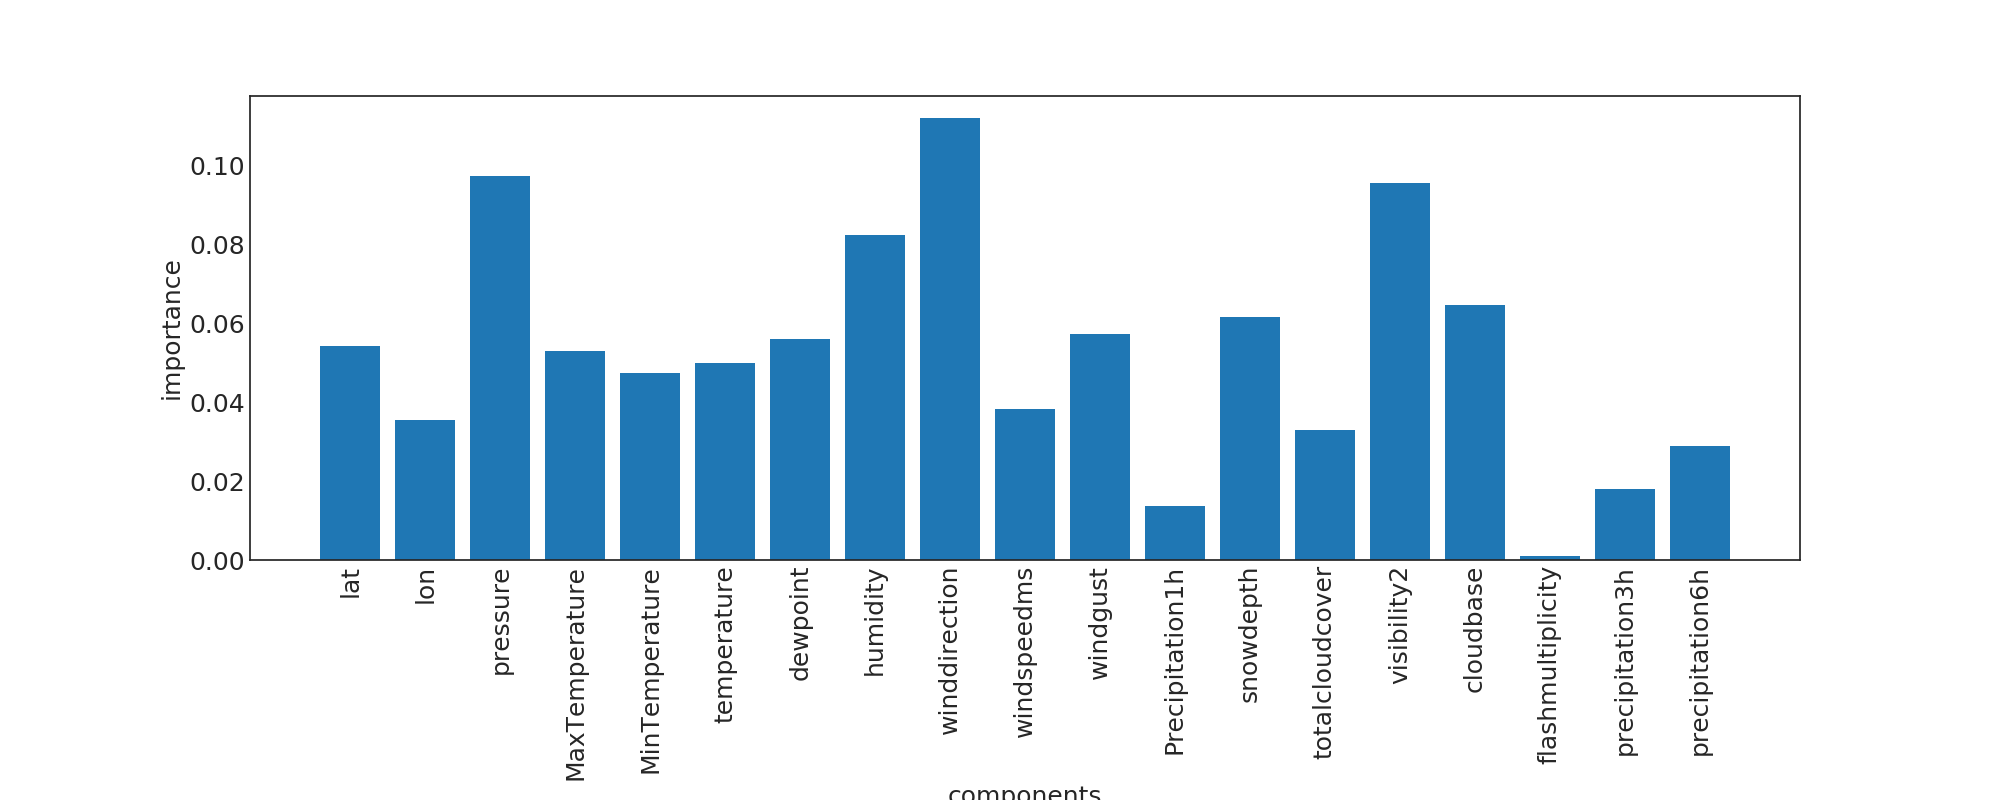 0.10
0.08
0.06
0.04
0.02
0.00
importance
lat
lon
pressure
MaxTemperature
MinTemperature
temperature
dewpoint
humidity
winddirection
windspeedms
windgust
Precipitation1h
snowdepth
totalcloudcover
visibility2
cloudbase
flashmultiplicity
precipitation3h
precipitation6h
components